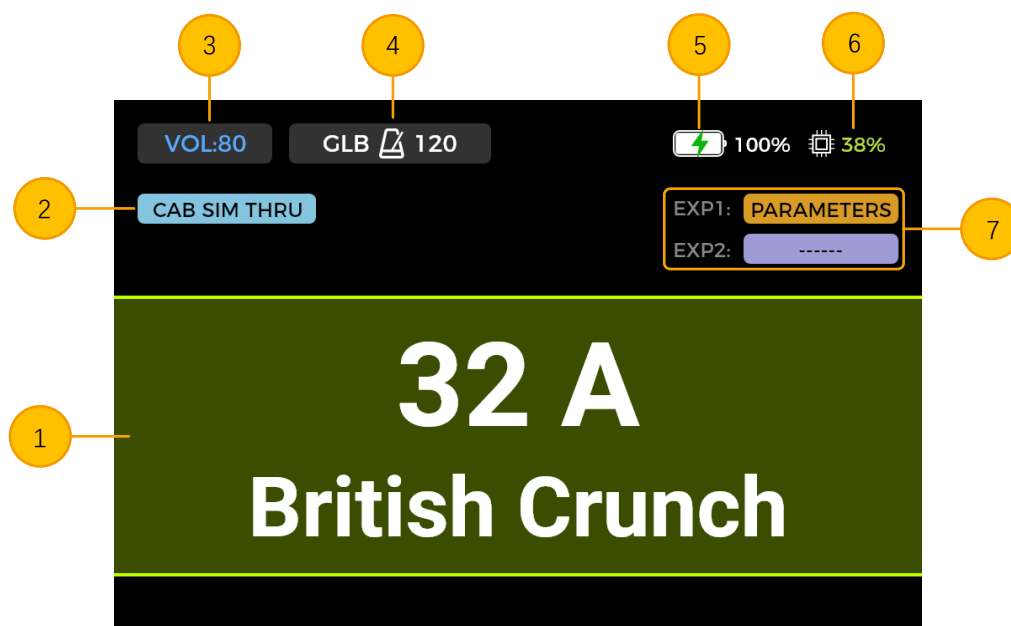 3
4
5
6
VOL:80
GLB 120
100%
38%
2
CAB SIM THRU
EXP1: PARAMETERS
7
EXP2: ------
32 A
1
British Crunch